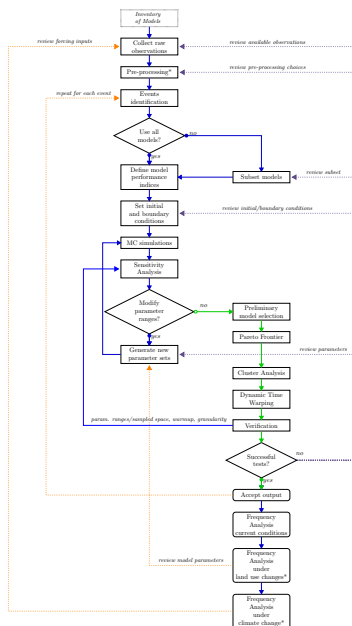 Inventory
of Models
review forcing inputs
Collect raw
observations
review available observations
Pre-processing*
review pre-processing choices
repeat for each event
Events
identification
Use all
models?
no
yes
Define model
performance
indices
Subset models
review subset
Set initial
and boundary
conditions
review initial/boundary conditions
MC simulations
Sensitivity
Analysis
Modify
parameter
ranges?
no
yes
Preliminary
model selection
Pareto Frontier
Generate new
parameter sets
review parameters
Cluster Analysis
Dynamic Time
Warping
param. ranges/sampled space, warmup, granularity
Verification
Successful
tests?
no
yes
Accept output
Frequency
Analysis
current conditions
review model parameters
Frequency
Analysis
under
land use changes*
Frequency
Analysis
under
climate change*